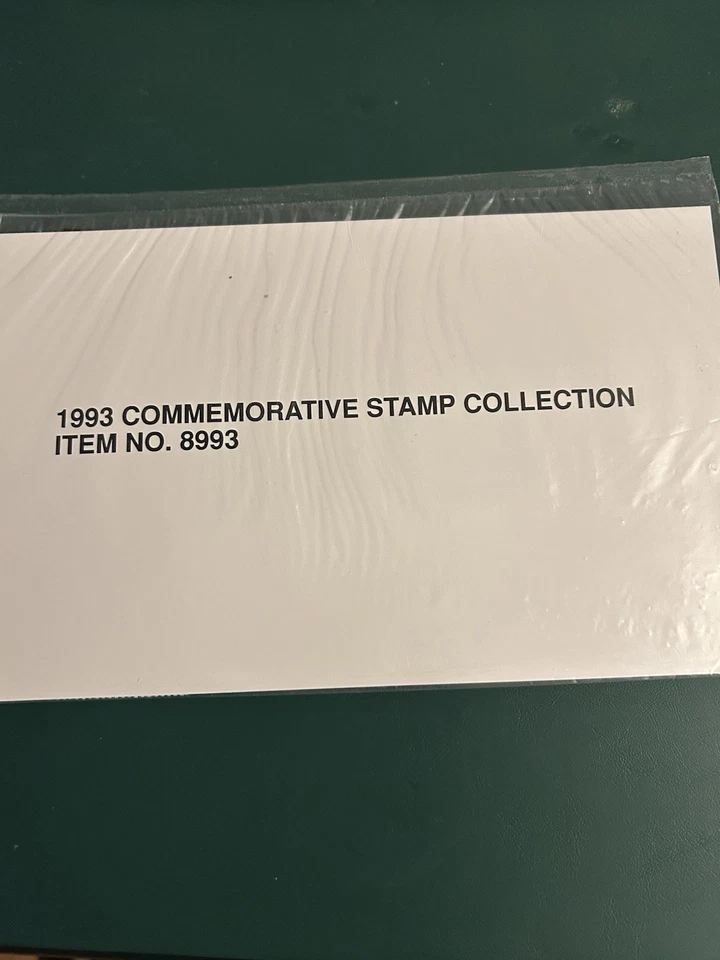 1993 COMMEMORATIVE STAMP COLLECTION
ITEM NO. 8993